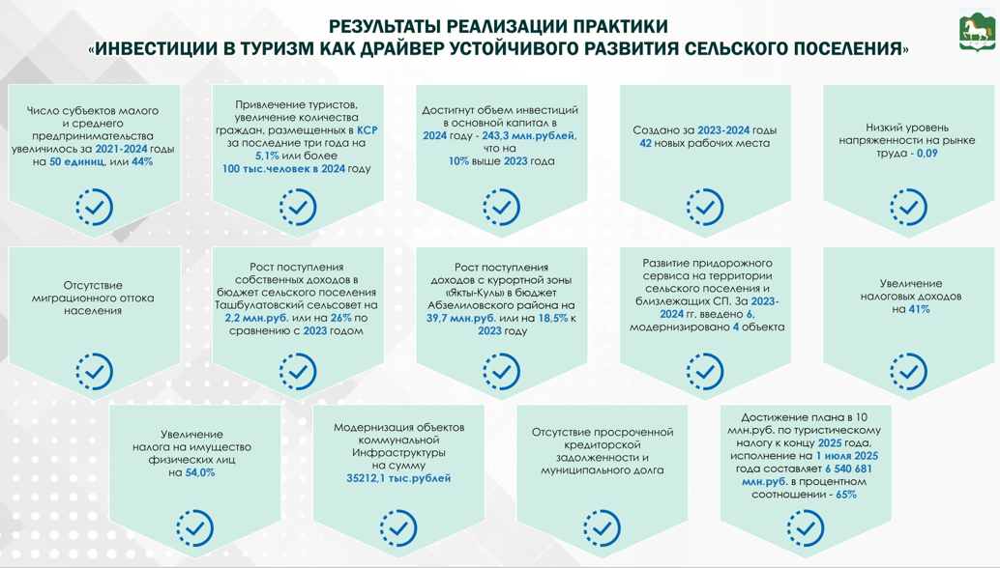 РЕЗУЛЬТАТЫ РЕАЛИЗАЦИИ ПРАКТИКИ
«ИНВЕСТИЦИИ В ТУРИЗМ КАК ДРАЙВЕР УСТОЙЧИВОГО РАЗВИТИЯ СЕЛЬСКОГО ПОСЕЛЕНИЯ»
Число субъектов малого
и среднего
предпринимательства
увеличилось за 2021-2024 годы
на 50 единиц, или 44%
Привлечение туристов,
увеличение количества
граждан, размещенных в КСР
за последние три года на
5,1% или более
100 тыс.человек в 2024 году
Достигнут объем инвестиций
в основной капитал в
2024 году - 243,3 млн.рублей,
что на
10% выше 2023 года
Создано за 2023-2024 годы
42 новых рабочих места
Низкий уровень
напряженности на рынке
труда - 0,09
Отсутствие
миграционного оттока
населения
Рост поступления
собственных доходов в
бюджет сельского поселения
Ташбулатовский сельсовет на
2,2 млн.руб. или на 26% по
сравнению с 2023 годом
Рост поступления
доходов с курортной зоны
«Якты-Куль» в бюджет
Абзелиловского района на
39,7 млн.руб. или на 18,5% к
2023 году
Развитие придорожного
сервиса на территории
сельского поселения и
близлежащих СП. За 2023-
2024 гг. введено 6,
модернизировано 4 объекта
Увеличение
налоговых доходов
на 41%
Увеличение
налога на имущество
физических лиц
на 54,0%
Модернизация объектов
коммунальной
Инфраструктуры
на сумму
35212,1 тыс.рублей
Отсутствие просроченной
кредиторской
задолженности и
муниципального долга
Достижение плана в 10
млн.руб. по туристическому
налогу к концу 2025 года,
исполнение на 1 июля 2025
года составляет 6 540 681
млн.руб. в процентном
соотношении - 65%